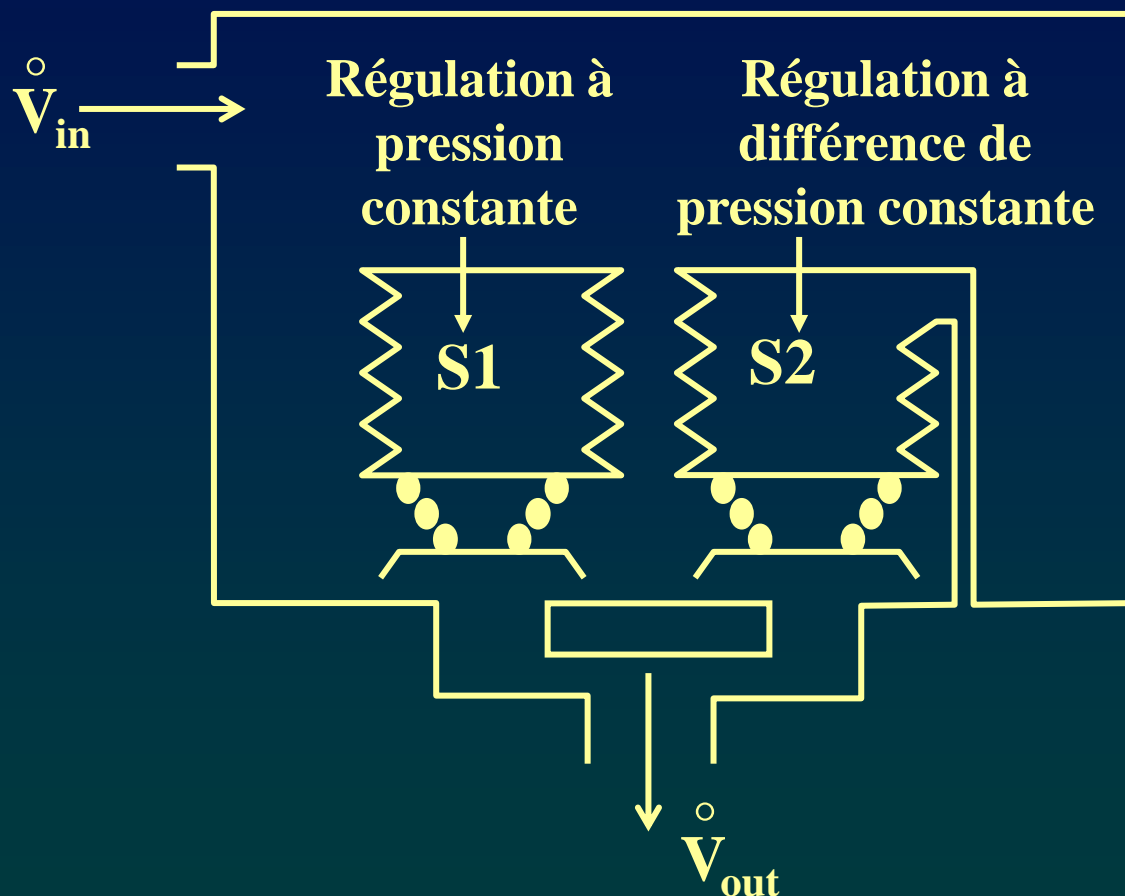 V̊in
Régulation à
pression
constante
Régulation à
différence de
pression constante
S1
S2
V̊out